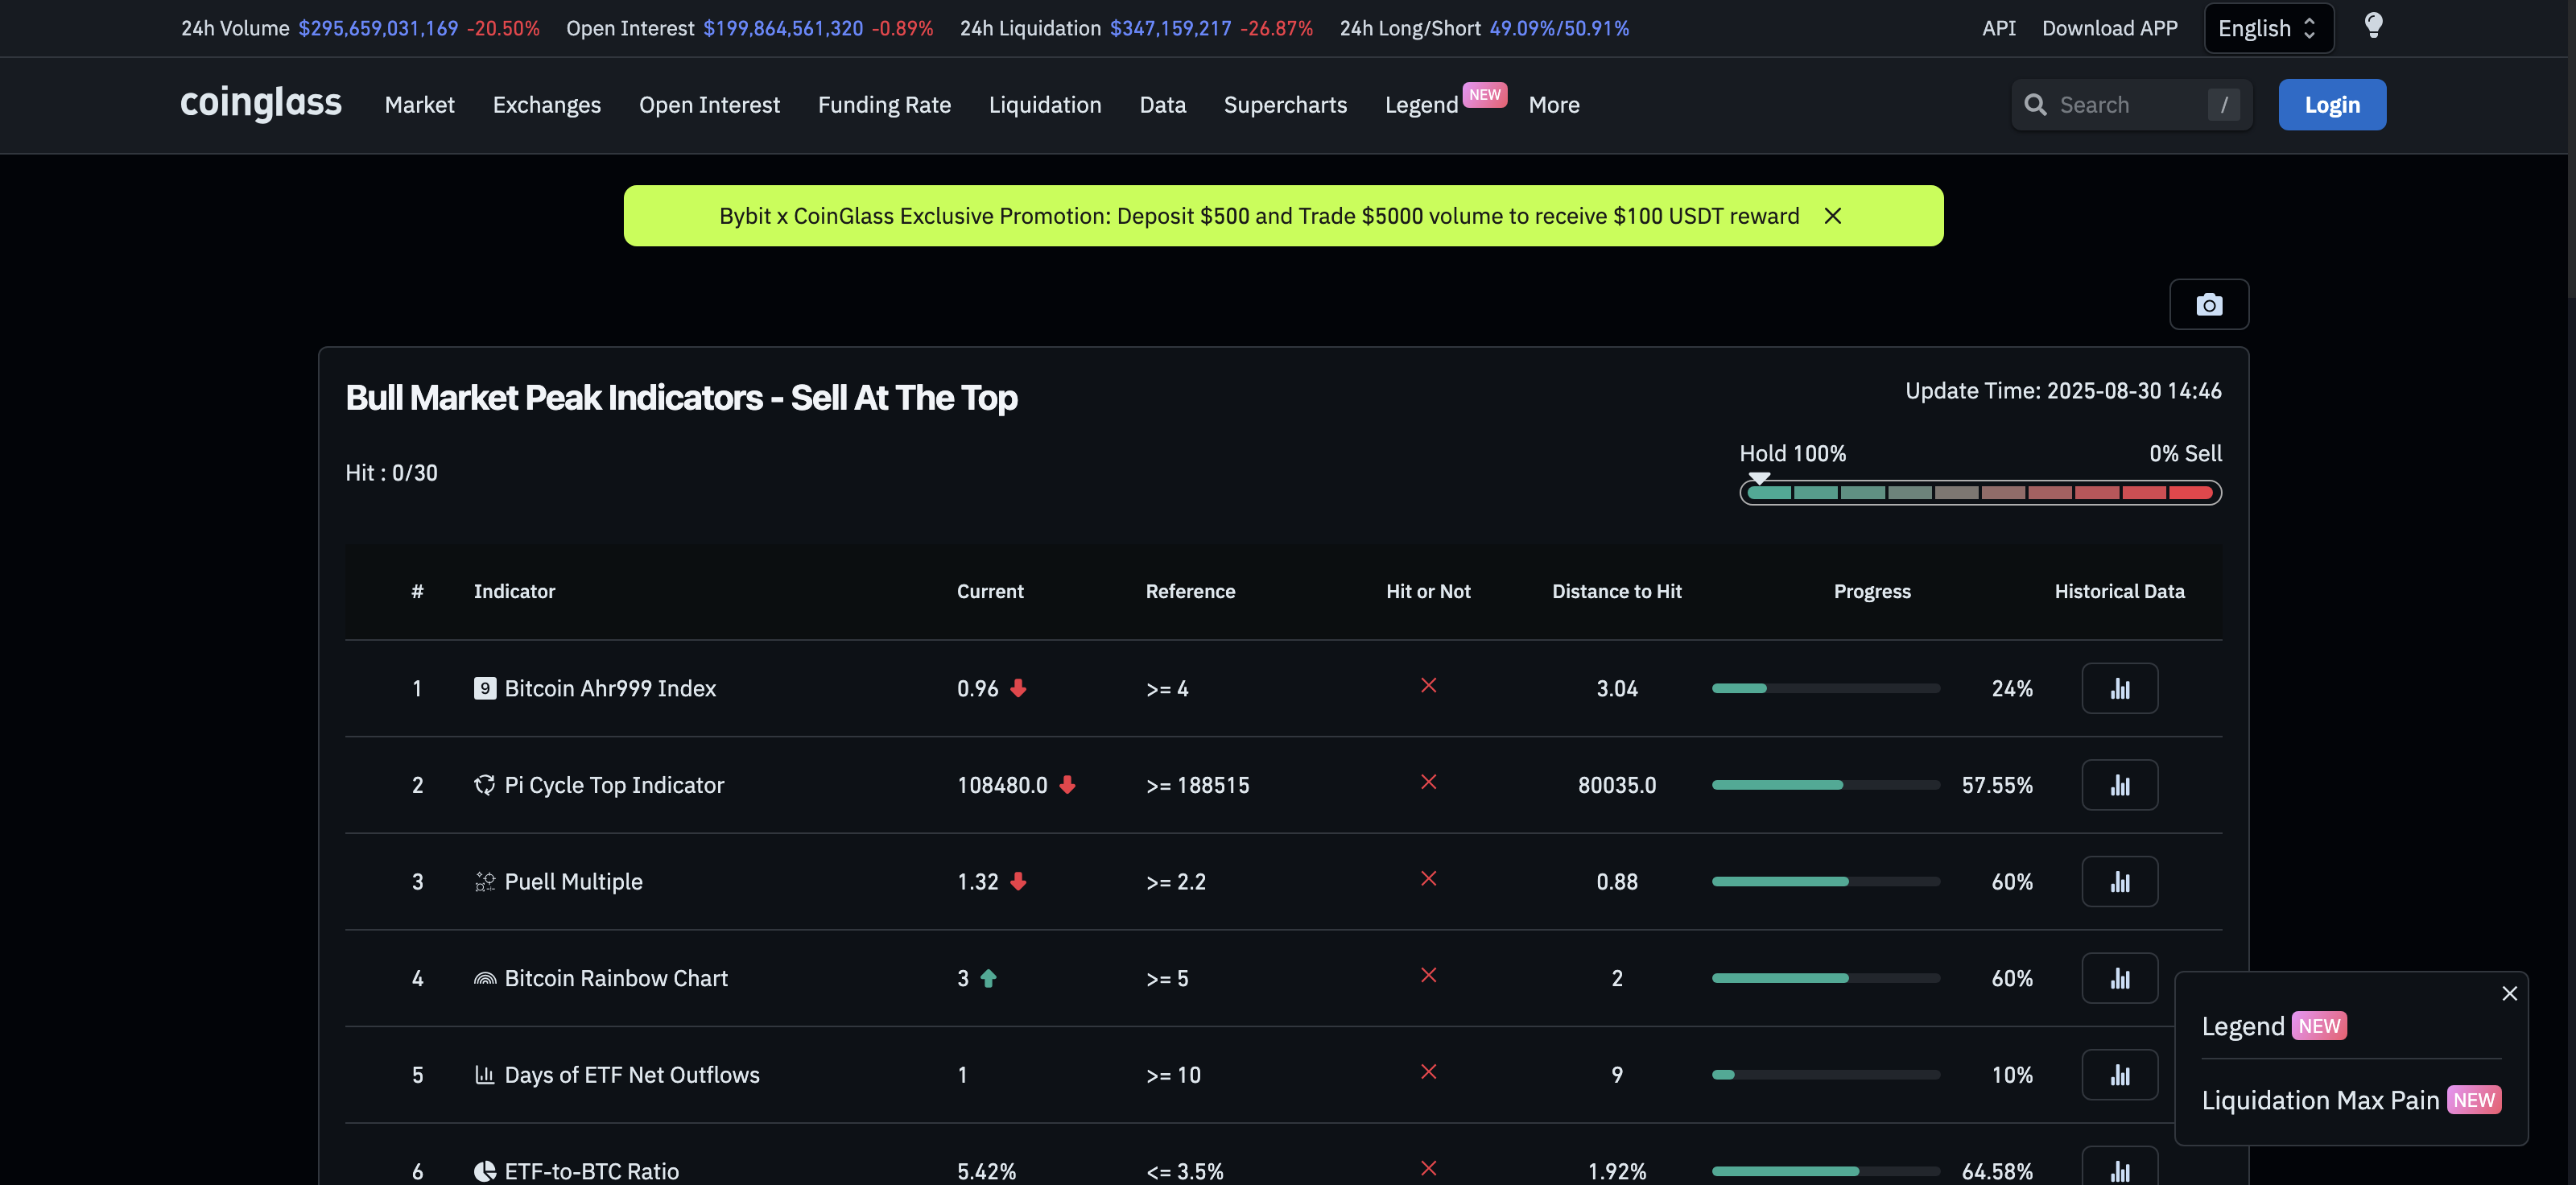 24h Volume $295,659,031,169 -20.50% Open Interest $199,864,561,320 -0.89% 24h Liquidation $347,159,217 -26.87% 24h Long/Short 49.09%/50.91% API Download APP English
coinglass Market Exchanges Open Interest Funding Rate Liquidation Data Supercharts Legend NEW More Search / Login
Bybit x CoinGlass Exclusive Promotion: Deposit $500 and Trade $5000 volume to receive $100 USDT reward
Bull Market Peak Indicators - Sell At The Top Update Time: 2025-08-30 14:46
Hold 100% 0% Sell
Hit : 0/30
# Indicator Current Reference Hit or Not Distance to Hit Progress Historical Data
1 9 Bitcoin Ahr999 Index 0.96 >= 4 3.04 24%
2 Pi Cycle Top Indicator 108480.0 >= 188515 80035.0 57.55%
3 Puell Multiple 1.32 >= 2.2 0.88 60%
4 Bitcoin Rainbow Chart 3 >= 5 2 60%
5 Days of ETF Net Outflows 1 >= 10 9 10%
6 ETF-to-BTC Ratio 5.42% <= 3.5% 1.92% 64.58%
Legend NEW
Liquidation Max Pain NEW